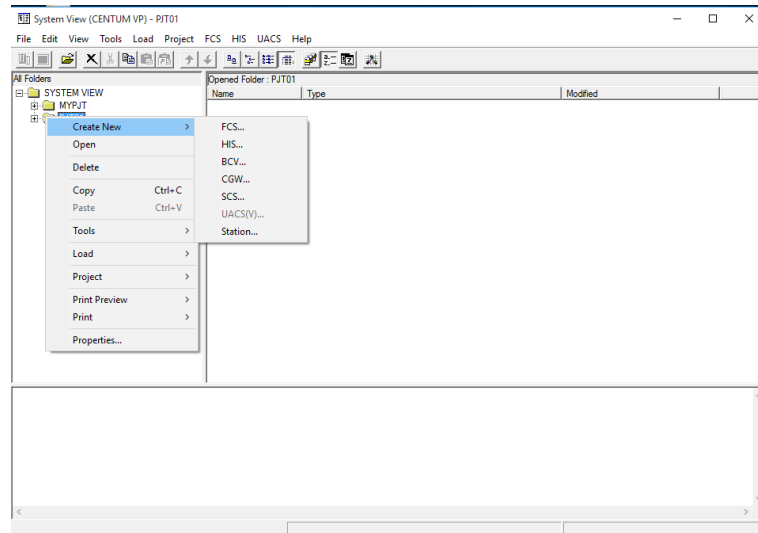 System View (CENTUM VP) - PJT01
File Edit View Tools Load Project FCS HIS UACS Help
All Folders
Opened Folder : PJT01
Name Type Modified
SYSTEM VIEW
MYPJT
Create New
Open
Delete
Copy Ctrl+C
Paste Ctrl+V
Tools
Load
Project
Print Preview
Print
Properties...
FCS...
HIS...
BCV...
CGW...
SCS...
UACS(V)...
Station...